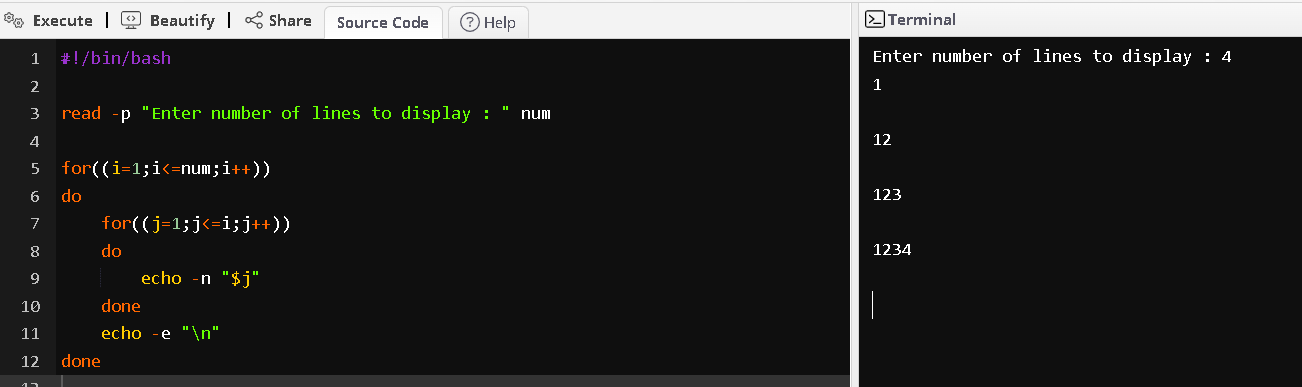 Execute | Beautify | Share Source Code Help
1 #!/bin/bash
2
3 read -p "Enter number of lines to display : " num
4
5 for((i=1;i<=num;i++))
6 do
7     for((j=1;j<=i;j++))
8     do
9         echo -n "$j"
10     done
11     echo -e "\n"
12 done
13
Terminal
Enter number of lines to display : 4
1
12
123
1234